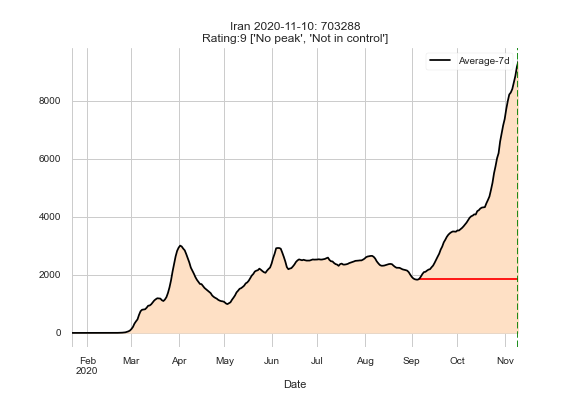 Iran 2020-11-10: 703288
Rating:9 ['No peak', 'Not in control']
Average-7d
8000
6000
4000
2000
0
Feb Mar Apr May Jun Jul Aug Sep Oct Nov
2020
Date